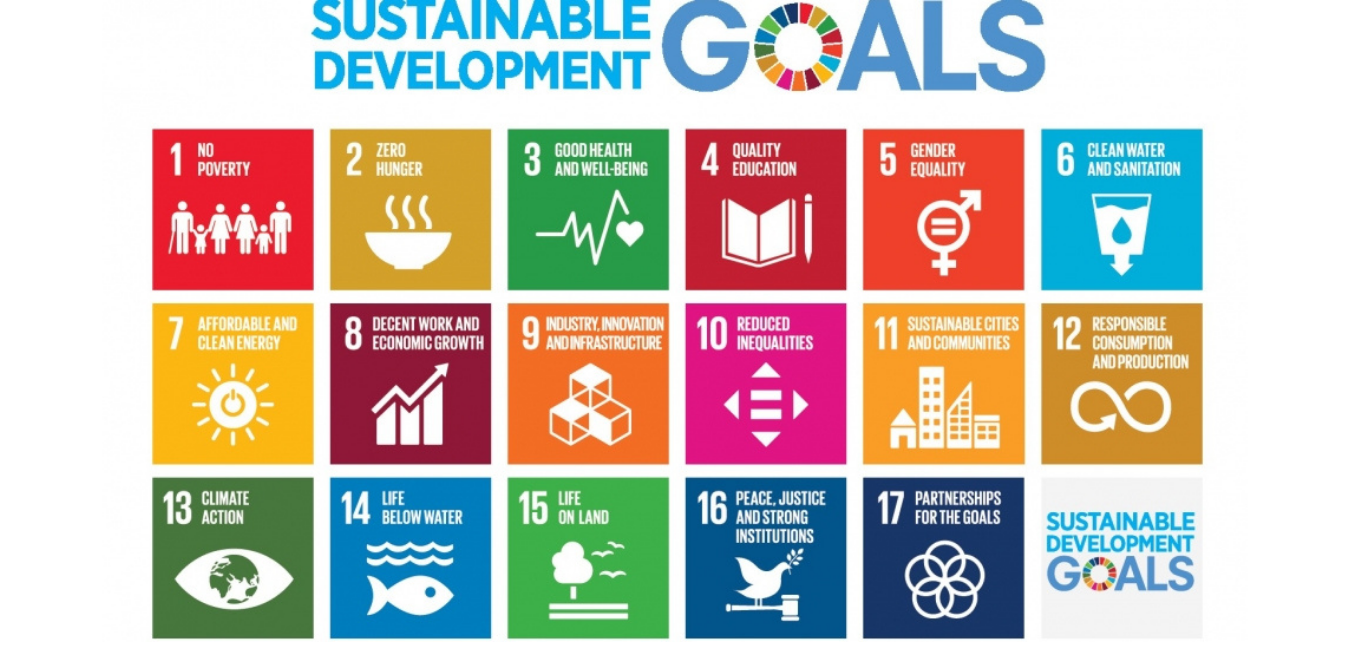 SUSTAINABLE
DEVELOPMENT
GOALS
1 NO
POVERTY
2 ZERO
HUNGER
3 GOOD HEALTH
AND WELL-BEING
4 QUALITY
EDUCATION
5 GENDER
EQUALITY
6 CLEAN WATER
AND SANITATION
7 AFFORDABLE AND
CLEAN ENERGY
8 DECENT WORK AND
ECONOMIC GROWTH
9 INDUSTRY, INNOVATION
AND INFRASTRUCTURE
10 REDUCED
INEQUALITIES
11 SUSTAINABLE CITIES
AND COMMUNITIES
12 RESPONSIBLE
CONSUMPTION
AND PRODUCTION
13 CLIMATE
ACTION
14 LIFE
BELOW WATER
15 LIFE
ON LAND
16 PEACE, JUSTICE
AND STRONG
INSTITUTIONS
17 PARTNERSHIPS
FOR THE GOALS
SUSTAINABLE
DEVELOPMENT
GOALS